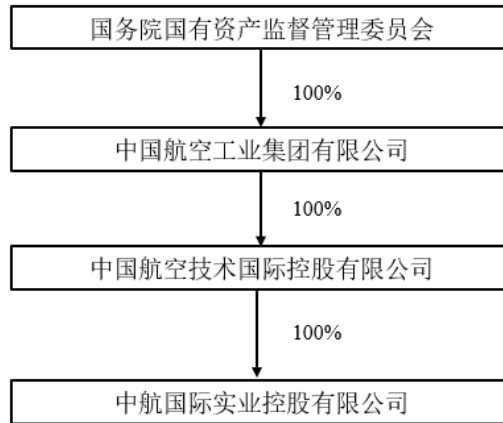 国务院国有资产监督管理委员会
100%
中国航空工业集团有限公司
100%
中国航空技术国际控股有限公司
100%
中航国际实业控股有限公司